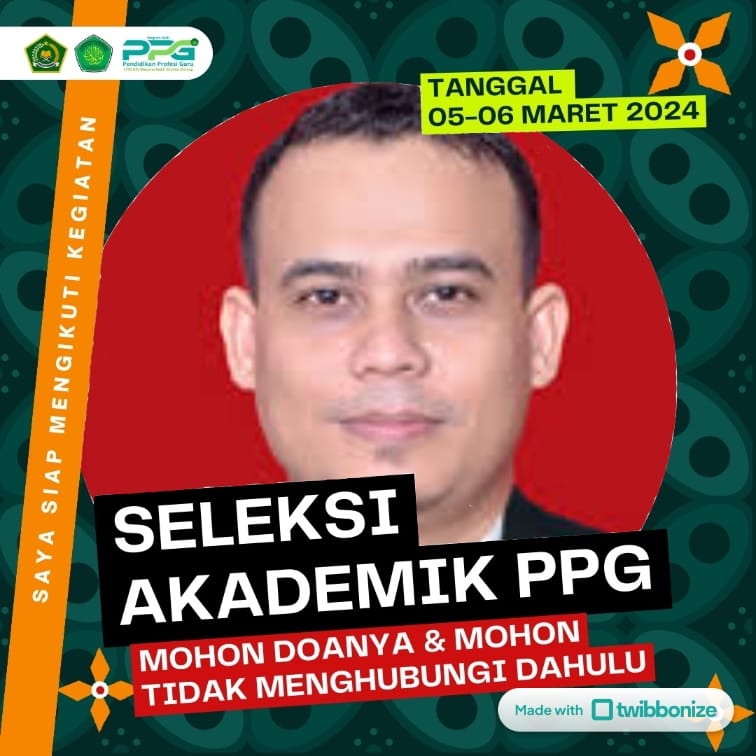 PPG
Pendidikan Profesi Guru
TANGGAL
05-06 MARET 2024
SAYA SIAP MENGIKUTI KEGIATAN
SELEKSI
AKADEMIK PPG
MOHON DOANYA & MOHON
TIDAK MENGHUBUNGI DAHULU
Made with twibbonize